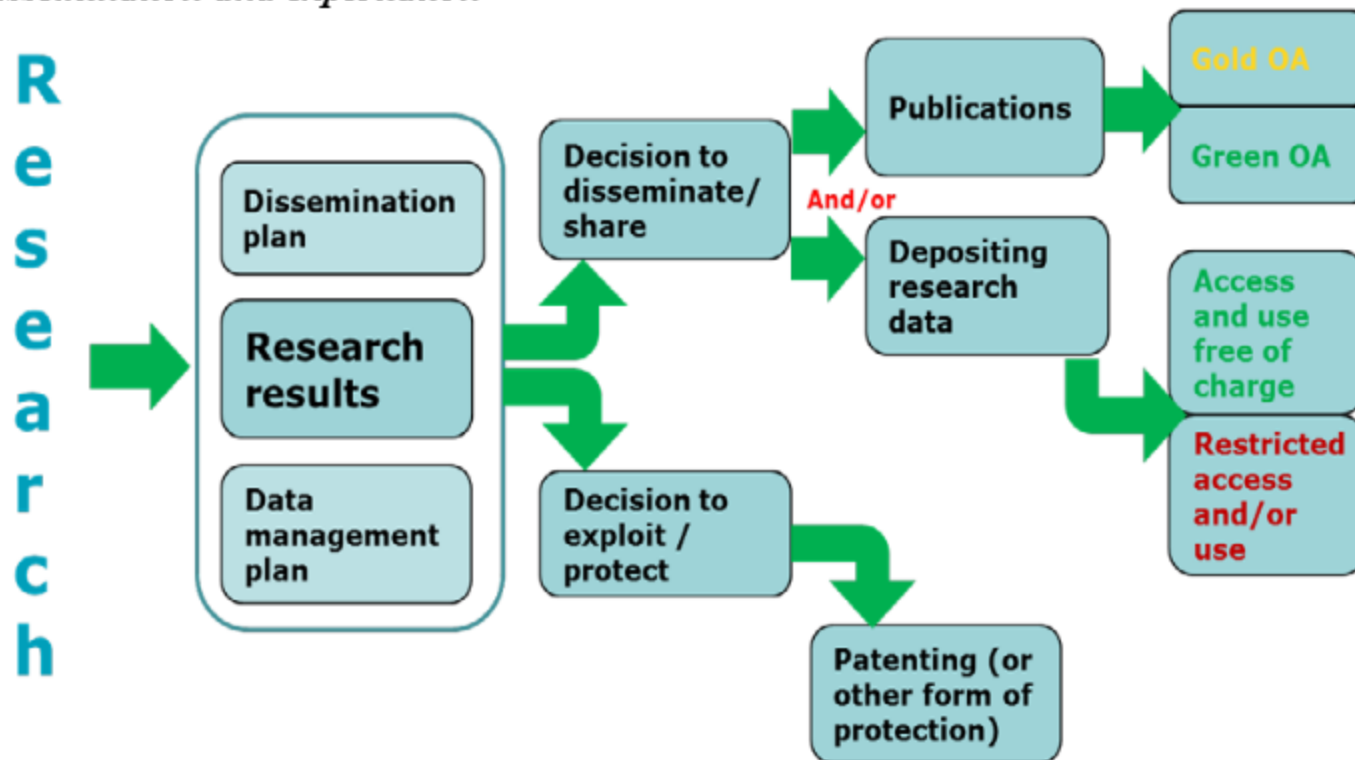 Research
Dissemination
plan
Research
results
Data
management
plan
Decision to
disseminate/
share
Decision to
exploit /
protect
And/or
Publications
Depositing
research
data
Patenting (or
other form of
protection)
Gold OA
Green OA
Access
and use
free of
charge
Restricted
access
and/or
use